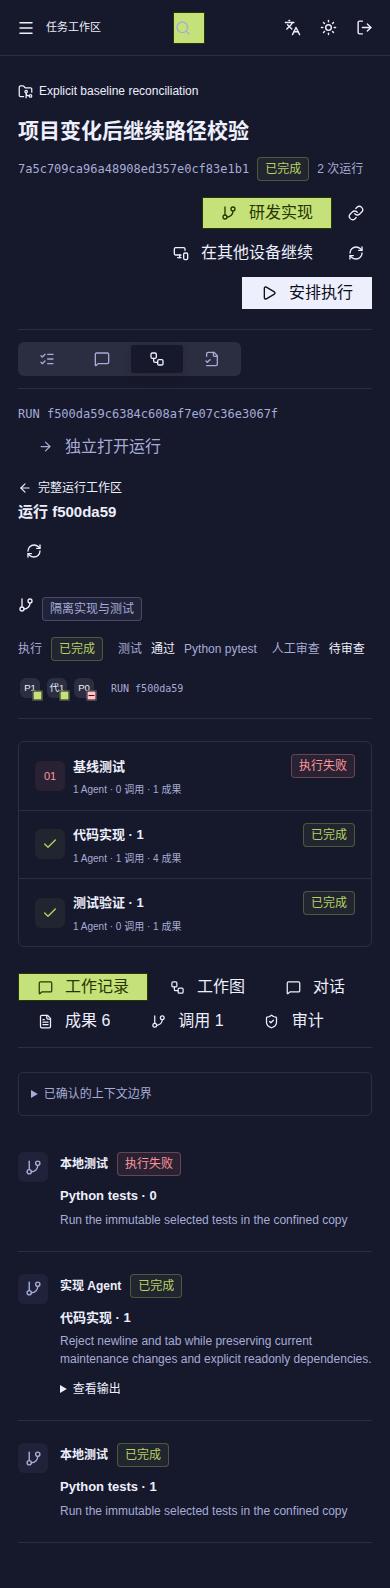 任务工作区
Explicit baseline reconciliation
项目变化后继续路径校验
7a5c709ca96a48908ed357e0cf83e1b1 已完成 2 次运行
研发实现
在其他设备继续
安排执行
RUN f500da59c6384c608af7e07c36e3067f
独立打开运行
完整运行工作区
运行 f500da59
隔离实现与测试
执行 已完成 测试 通过 Python pytest 人工审查 待审查
P1 代1 P0 RUN f500da59
01 基线测试 执行失败
1 Agent · 0 调用 · 1 成果
代码实现 · 1 已完成
1 Agent · 1 调用 · 4 成果
测试验证 · 1 已完成
1 Agent · 0 调用 · 1 成果
工作记录 工作图 对话
成果 6 调用 1 审计
已确认的上下文边界
本地测试 执行失败
Python tests · 0
Run the immutable selected tests in the confined copy
实现 Agent 已完成
代码实现 · 1
Reject newline and tab while preserving current
maintenance changes and explicit readonly dependencies.
查看输出
本地测试 已完成
Python tests · 1
Run the immutable selected tests in the confined copy